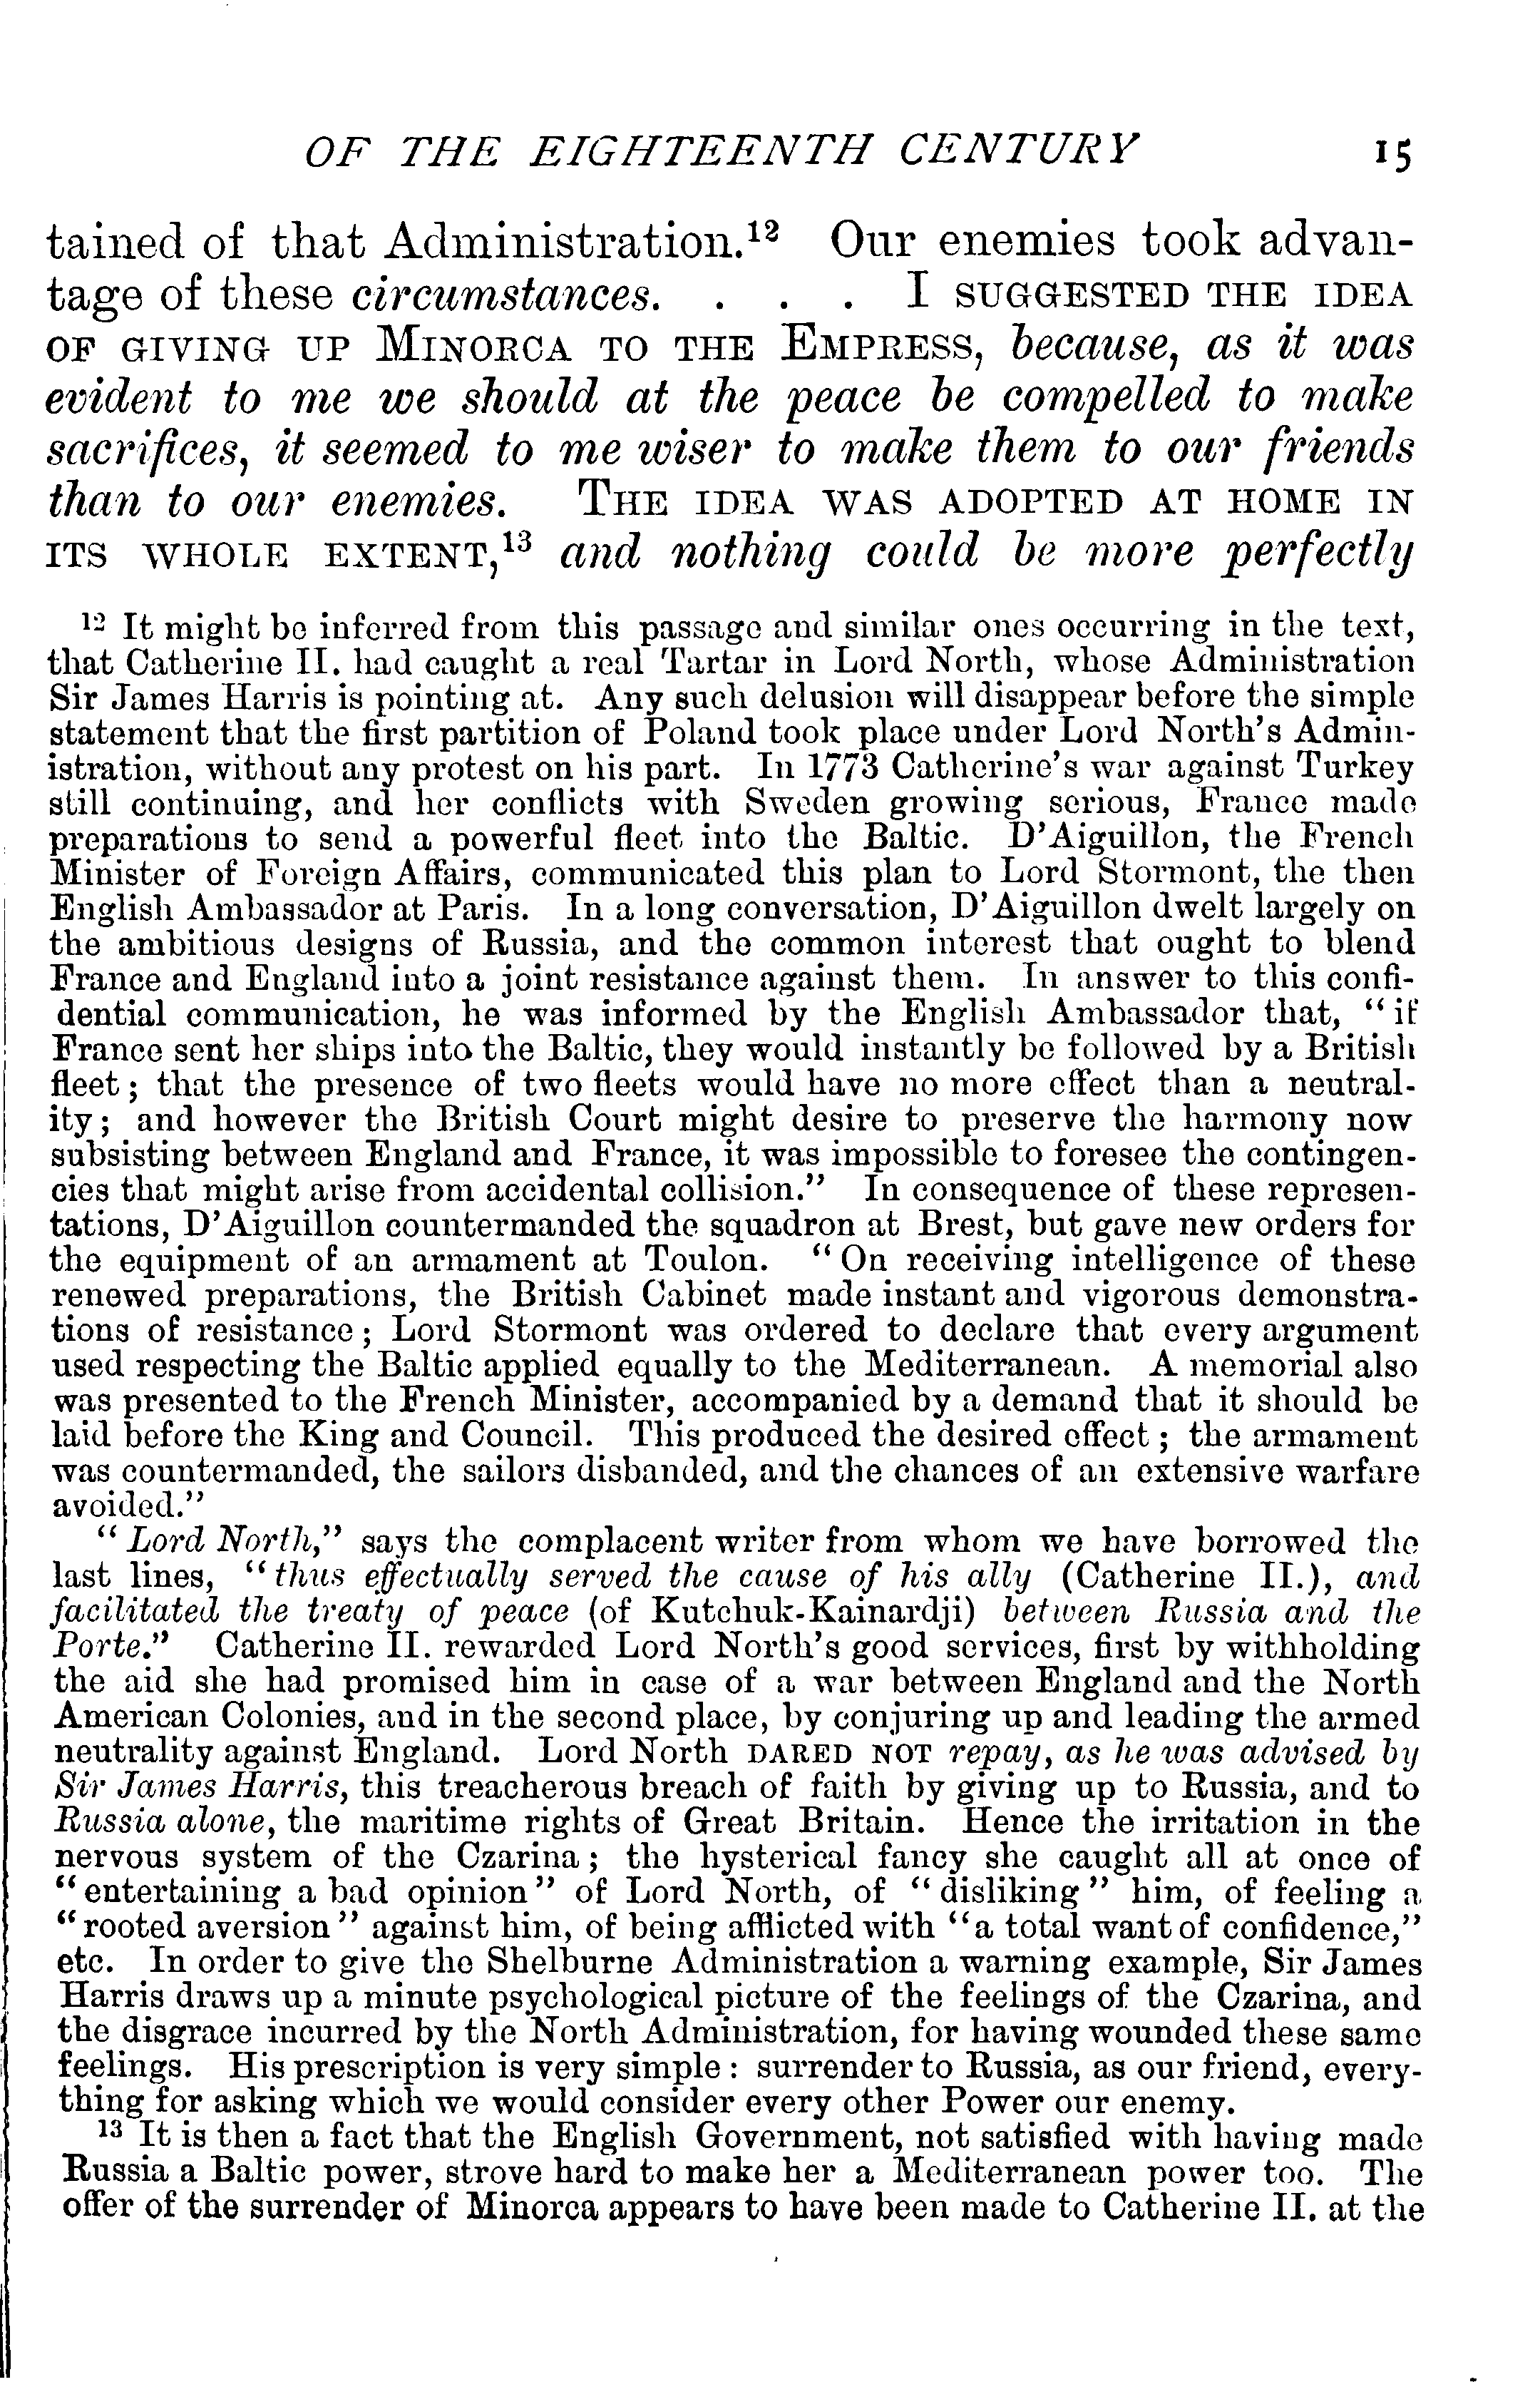 OF THE EIGHTEENTH CENTURY 15
tained of that Administration.¹² Our enemies took advan-
tage of these circumstances. . . . I SUGGESTED THE IDEA
OF GIVING UP MINORCA TO THE EMPRESS, because, as it was
evident to me we should at the peace be compelled to make
sacrifices, it seemed to me wiser to make them to our friends
than to our enemies. THE IDEA WAS ADOPTED AT HOME IN
ITS WHOLE EXTENT,¹³ and nothing could be more perfectly
¹² It might be inferred from this passage and similar ones occurring in the text,
that Catherine II. had caught a real Tartar in Lord North, whose Administration
Sir James Harris is pointing at. Any such delusion will disappear before the simple
statement that the first partition of Poland took place under Lord North's Admin-
istration, without any protest on his part. In 1773 Catherine's war against Turkey
still continuing, and her conflicts with Sweden growing serious, France made
preparations to send a powerful fleet into the Baltic. D'Aiguillon, the French
Minister of Foreign Affairs, communicated this plan to Lord Stormont, the then
English Ambassador at Paris. In a long conversation, D'Aiguillon dwelt largely on
the ambitious designs of Russia, and the common interest that ought to blend
France and England into a joint resistance against them. In answer to this confi-
dential communication, he was informed by the English Ambassador that, "if
France sent her ships into the Baltic, they would instantly be followed by a British
fleet; that the presence of two fleets would have no more effect than a neutral-
ity; and however the British Court might desire to preserve the harmony now
subsisting between England and France, it was impossible to foresee the contingen-
cies that might arise from accidental collision." In consequence of these represen-
tations, D'Aiguillon countermanded the squadron at Brest, but gave new orders for
the equipment of an armament at Toulon. "On receiving intelligence of these
renewed preparations, the British Cabinet made instant and vigorous demonstra-
tions of resistance; Lord Stormont was ordered to declare that every argument
used respecting the Baltic applied equally to the Mediterranean. A memorial also
was presented to the French Minister, accompanied by a demand that it should be
laid before the King and Council. This produced the desired effect; the armament
was countermanded, the sailors disbanded, and the chances of an extensive warfare
avoided."
"Lord North," says the complacent writer from whom we have borrowed the
last lines, "thus effectually served the cause of his ally (Catherine II.), and
facilitated the treaty of peace (of Kutchuk-Kainardji) between Russia and the
Porte." Catherine II. rewarded Lord North's good services, first by withholding
the aid she had promised him in case of a war between England and the North
American Colonies, and in the second place, by conjuring up and leading the armed
neutrality against England. Lord North DARED NOT repay, as he was advised by
Sir James Harris, this treacherous breach of faith by giving up to Russia, and to
Russia alone, the maritime rights of Great Britain. Hence the irritation in the
nervous system of the Czarina; the hysterical fancy she caught all at once of
"entertaining a bad opinion" of Lord North, of "disliking" him, of feeling a
"rooted aversion" against him, of being afflicted with "a total want of confidence,"
etc. In order to give the Shelburne Administration a warning example, Sir James
Harris draws up a minute psychological picture of the feelings of the Czarina, and
the disgrace incurred by the North Administration, for having wounded these same
feelings. His prescription is very simple: surrender to Russia, as our friend, every-
thing for asking which we would consider every other Power our enemy.
¹³ It is then a fact that the English Government, not satisfied with having made
Russia a Baltic power, strove hard to make her a Mediterranean power too. The
offer of the surrender of Minorca appears to have been made to Catherine II. at the